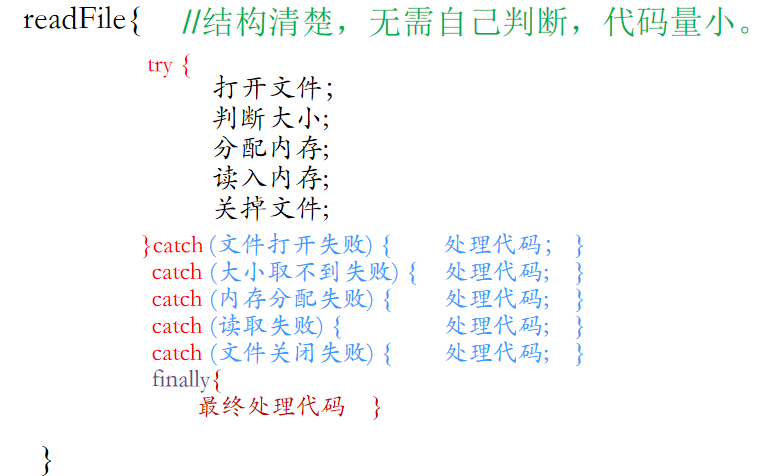 readFile{ //结构清楚，无需自己判断，代码量小。
try {
打开文件；
判断大小;
分配内存;
读入内存;
关掉文件;
}catch (文件打开失败) { 处理代码； }
catch (大小取不到失败) { 处理代码; }
catch (内存分配失败) { 处理代码; }
catch (读取失败) { 处理代码; }
catch (文件关闭失败) { 处理代码; }
finally{
最终处理代码 }
}